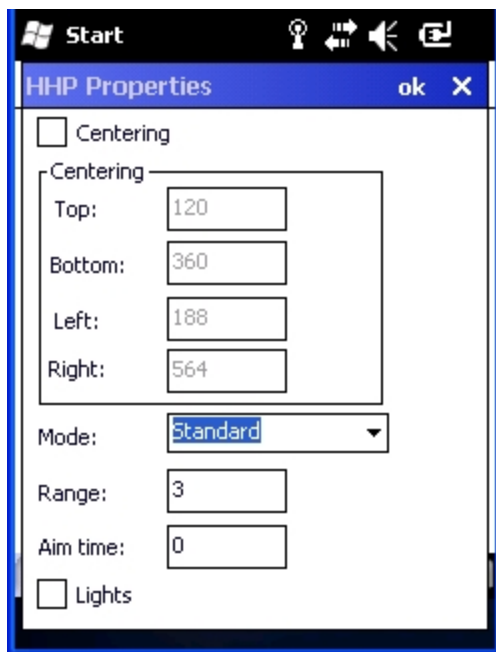 Start
HHP Properties ok X
Centering
Centering
Top: 120
Bottom: 360
Left: 188
Right: 564
Mode: Standard
Range: 3
Aim time: 0
Lights